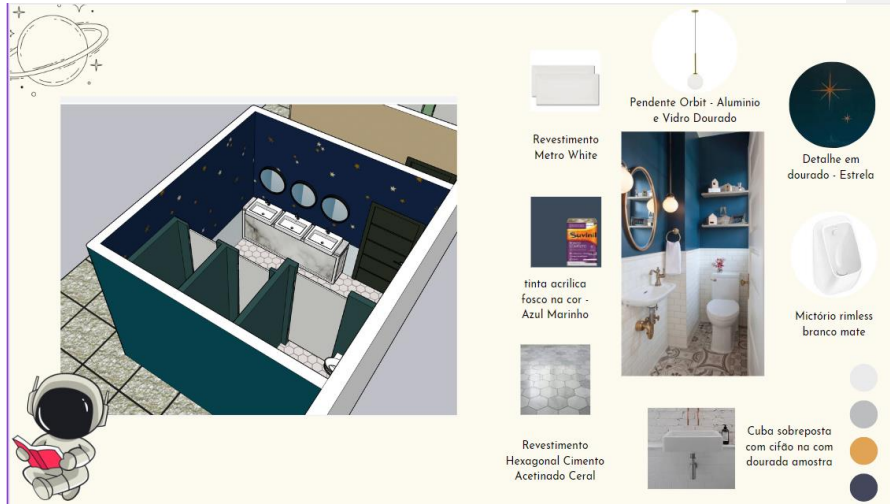 Pendente Orbit - Aluminio
e Vidro Dourado
Revestimento
Metro White
Detalhe em
dourado - Estrela
Suvinil
tinta acrilica
fosco na cor -
Azul Marinho
Mictório rimless
branco mate
Revestimento
Hexagonal Cimento
Acetinado Ceral
Cuba sobreposta
com cifão na com
dourada amostra